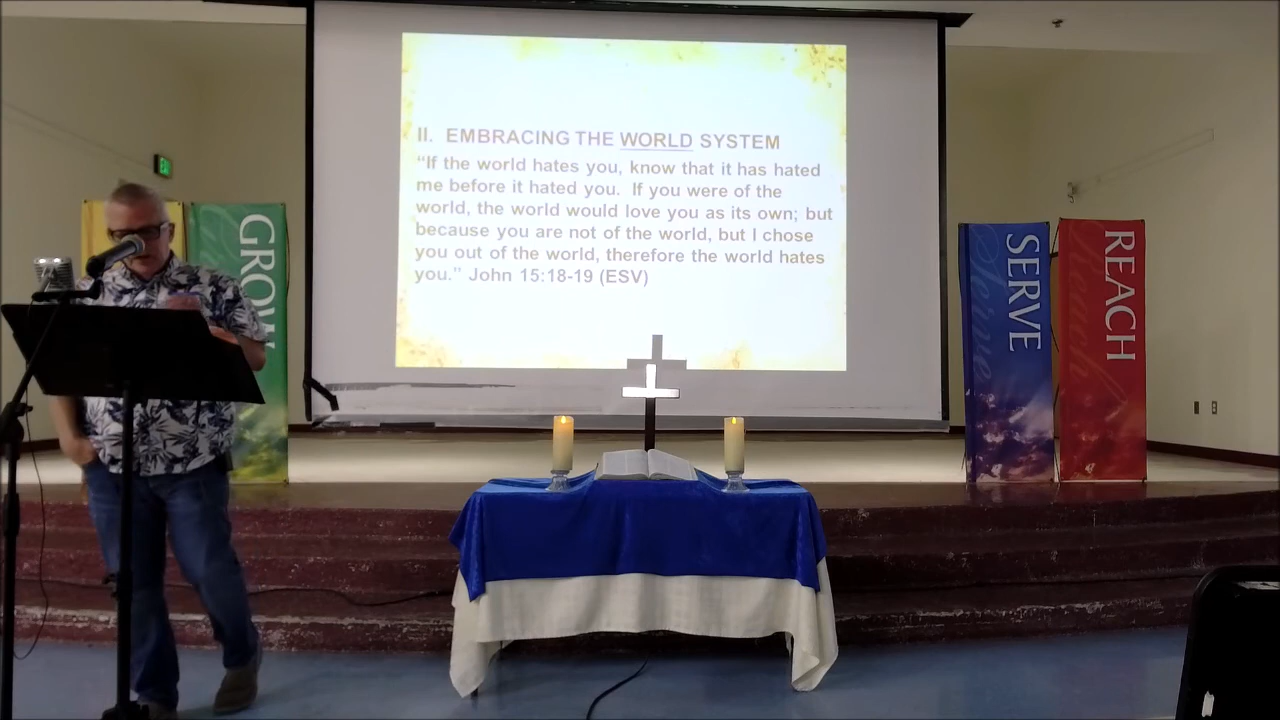 II. EMBRACING THE WORLD SYSTEM
“If the world hates you, know that it has hated
me before it hated you. If you were of the
world, the world would love you as its own; but
because you are not of the world, but I chose
you out of the world, therefore the world hates
you.” John 15:18-19 (ESV)
GROW
SERVE
REACH